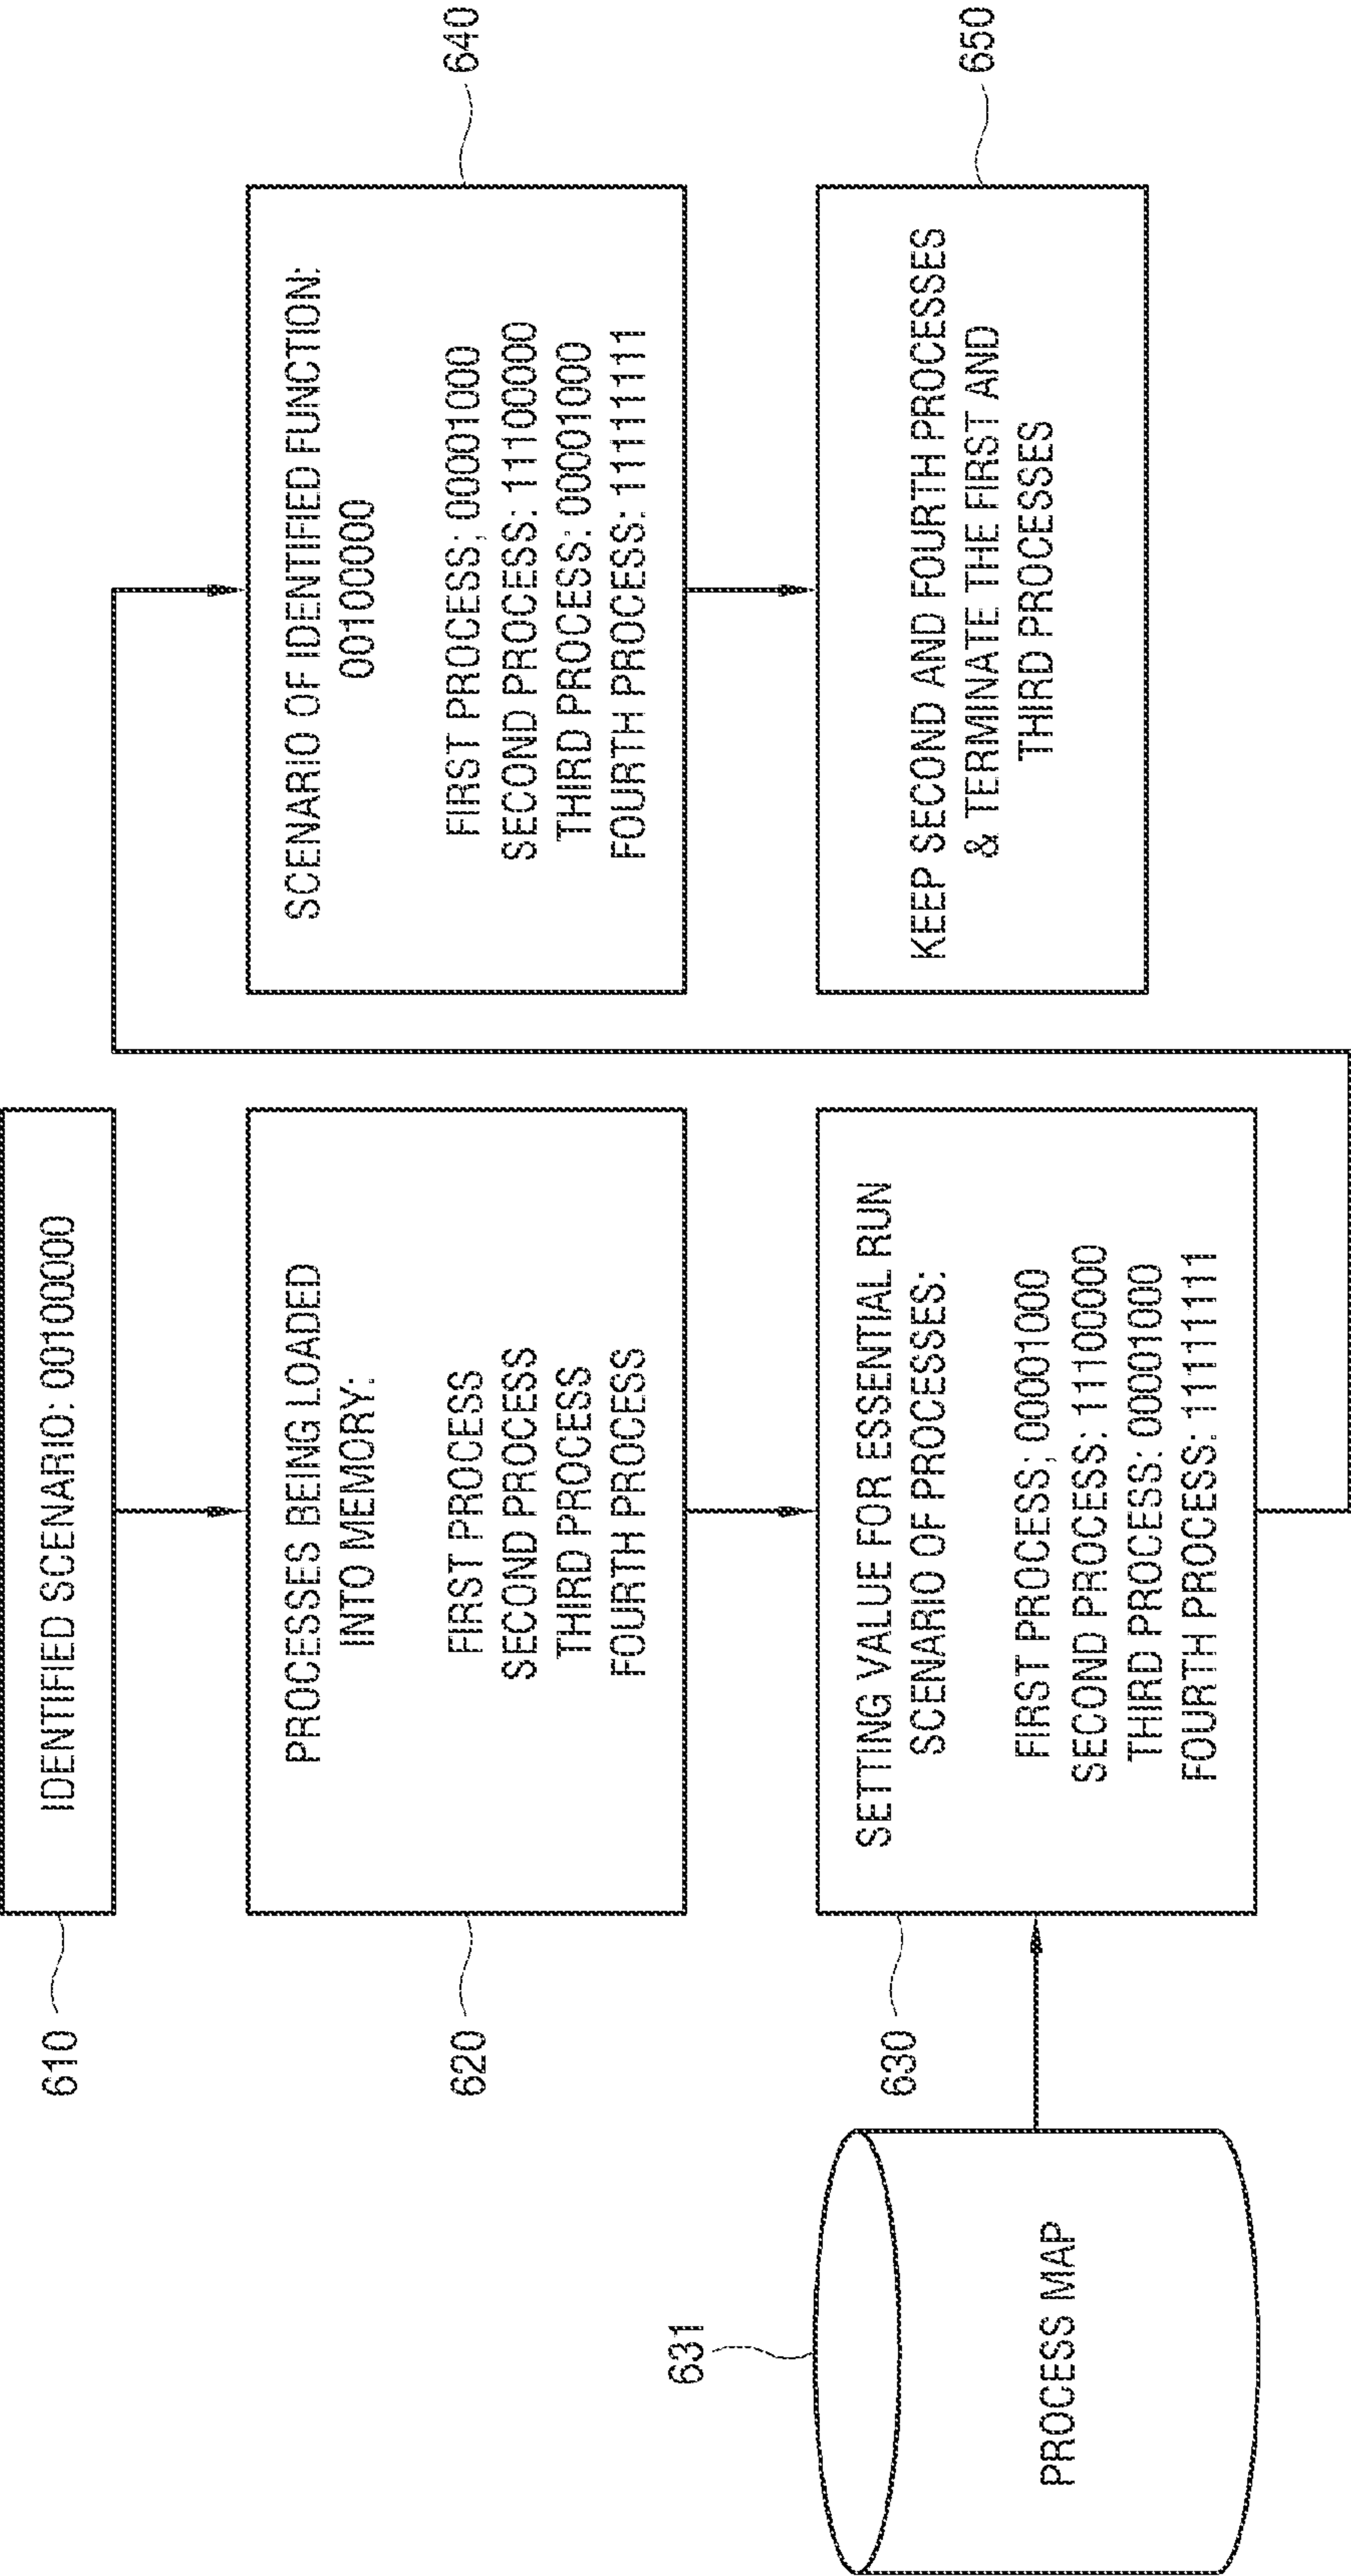 610
IDENTIFIED SCENARIO: 00100000
620
PROCESSES BEING LOADED
INTO MEMORY:
FIRST PROCESS
SECOND PROCESS
THIRD PROCESS
FOURTH PROCESS
631
PROCESS MAP
630
SETTING VALUE FOR ESSENTIAL RUN
SCENARIO OF PROCESSES:
FIRST PROCESS; 00001000
SECOND PROCESS: 11100000
THIRD PROCESS: 00001000
FOURTH PROCESS: 11111111
640
SCENARIO OF IDENTIFIED FUNCTION:
00100000
FIRST PROCESS; 00001000
SECOND PROCESS: 11100000
THIRD PROCESS: 00001000
FOURTH PROCESS: 11111111
650
KEEP SECOND AND FOURTH PROCESSES
& TERMINATE THE FIRST AND
THIRD PROCESSES